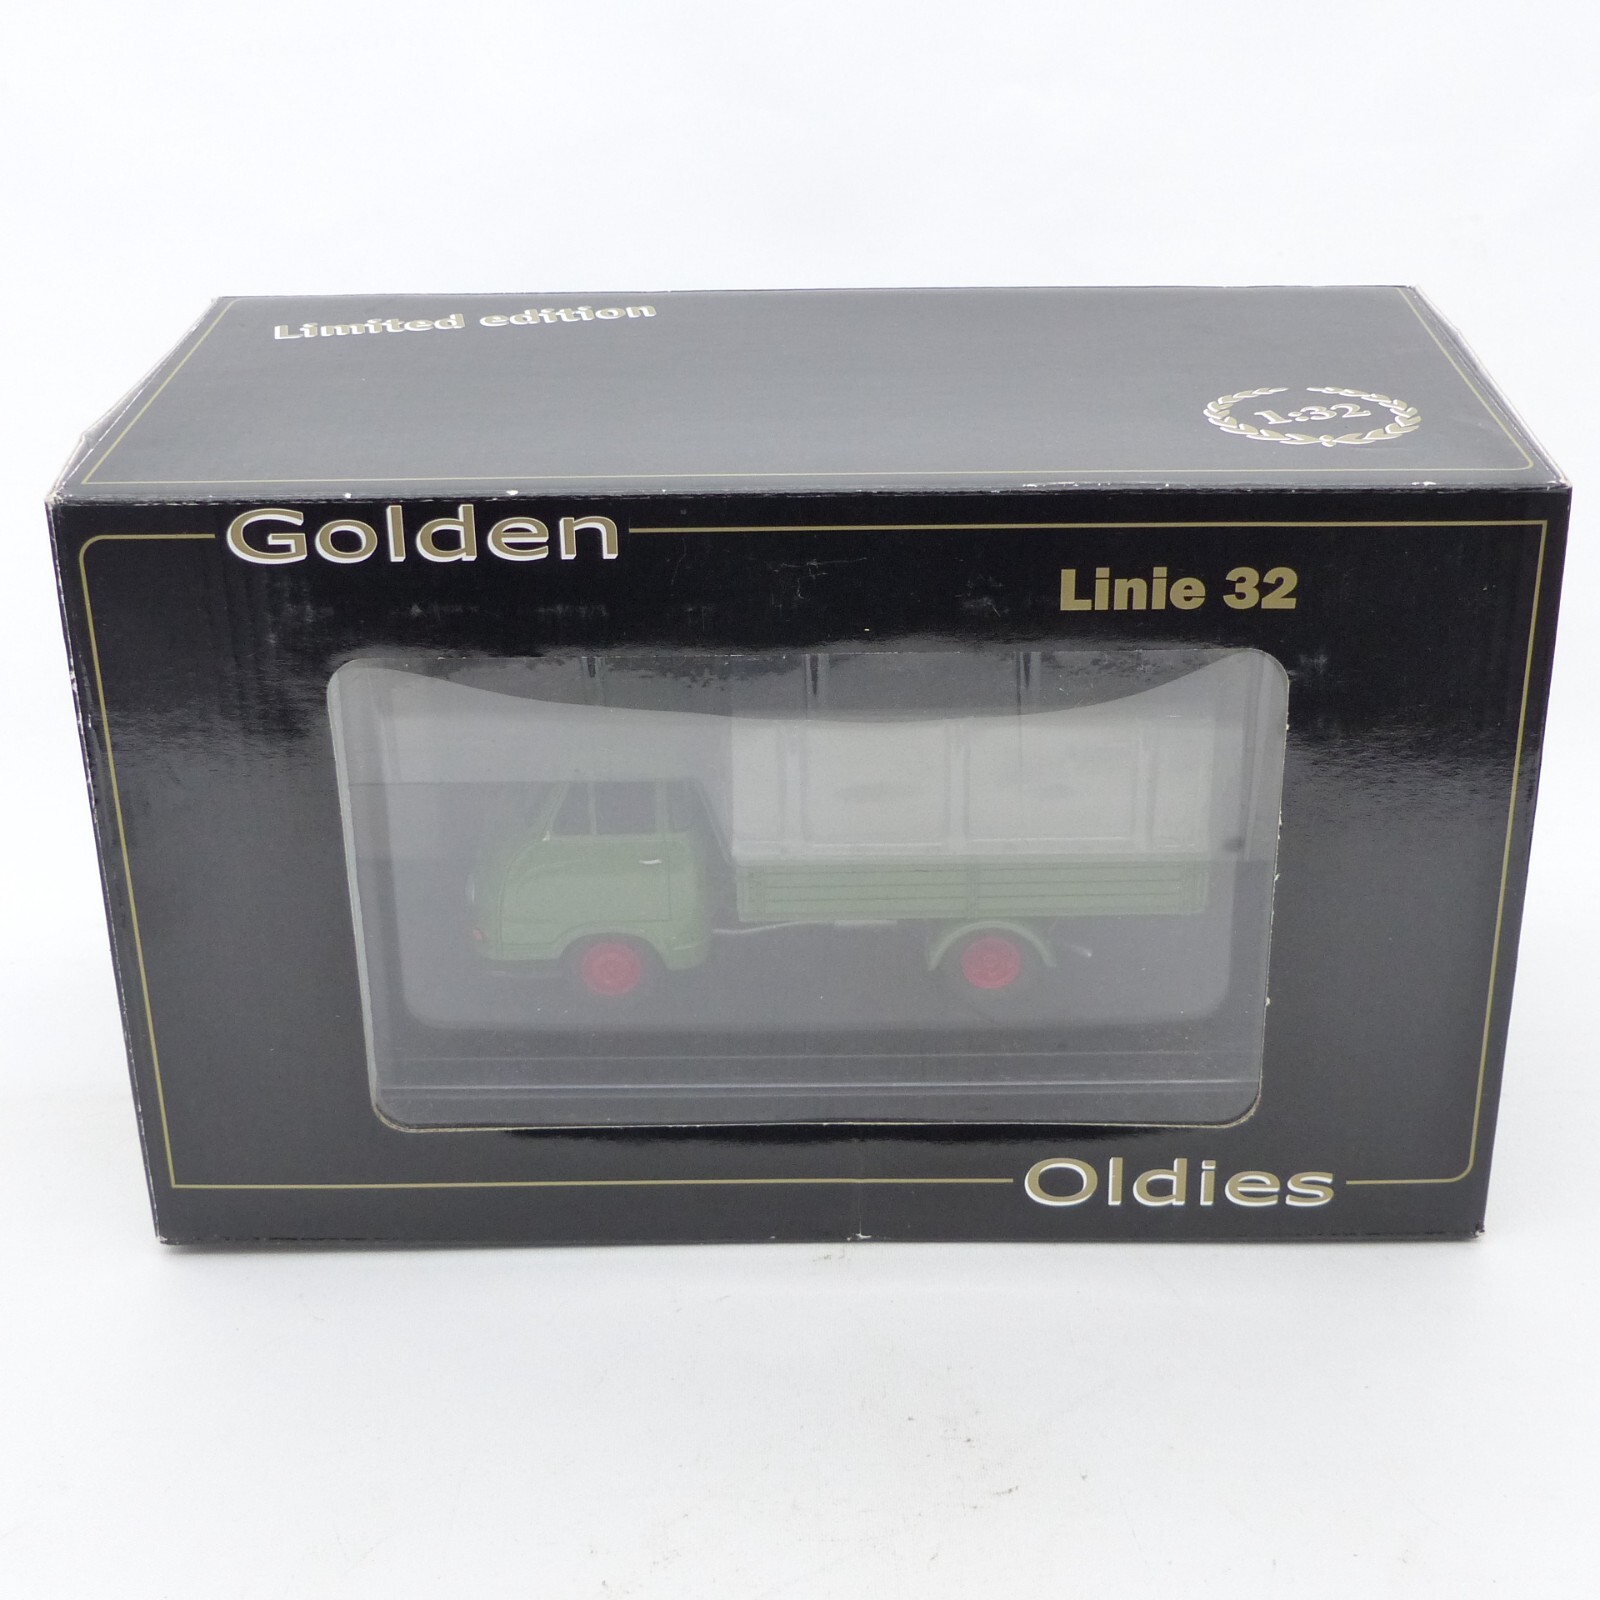 Limited edition
1:32
Golden
Linie 32
Oldies